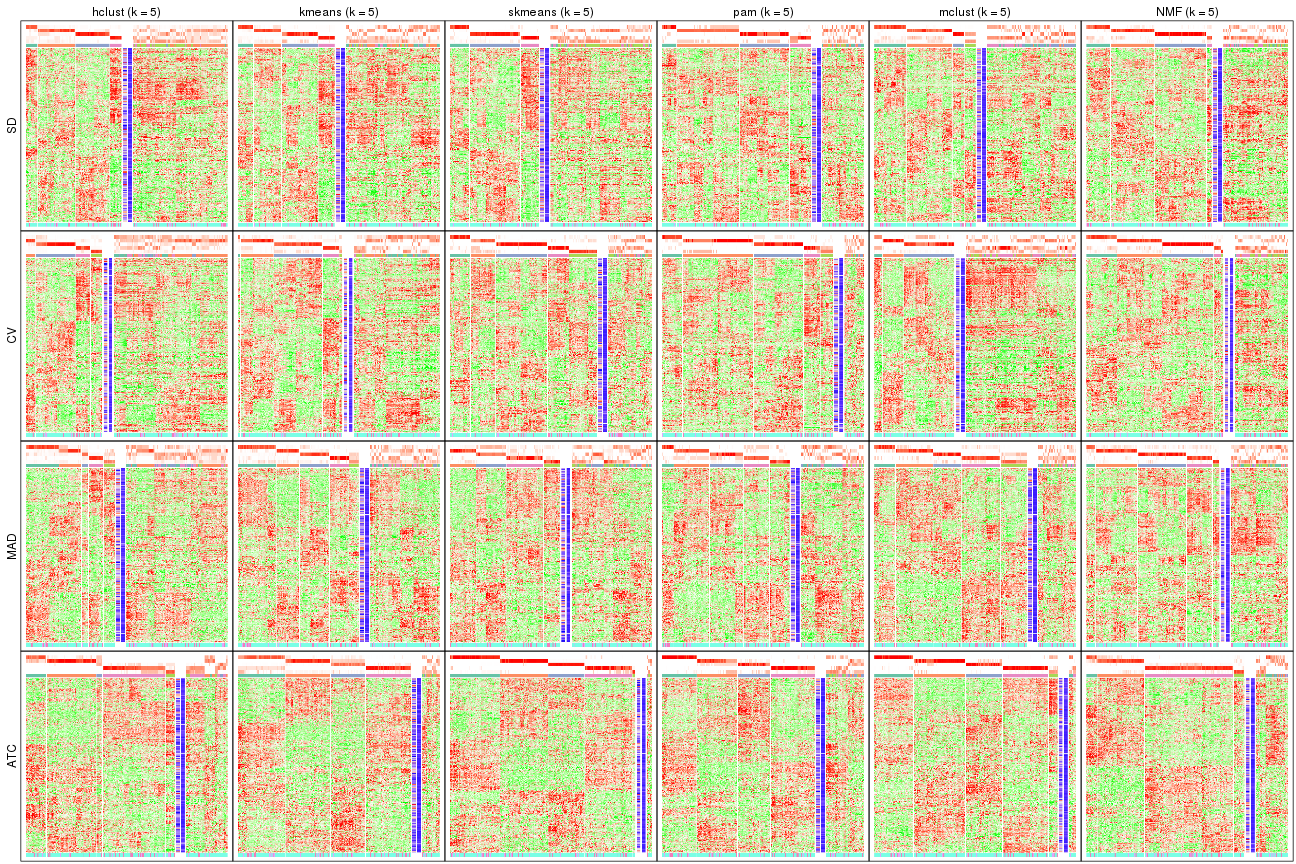 hclust (k = 5) kmeans (k = 5) skmeans (k = 5) pam (k = 5) mclust (k = 5) NMF (k = 5)
SD
CV
MAD
ATC